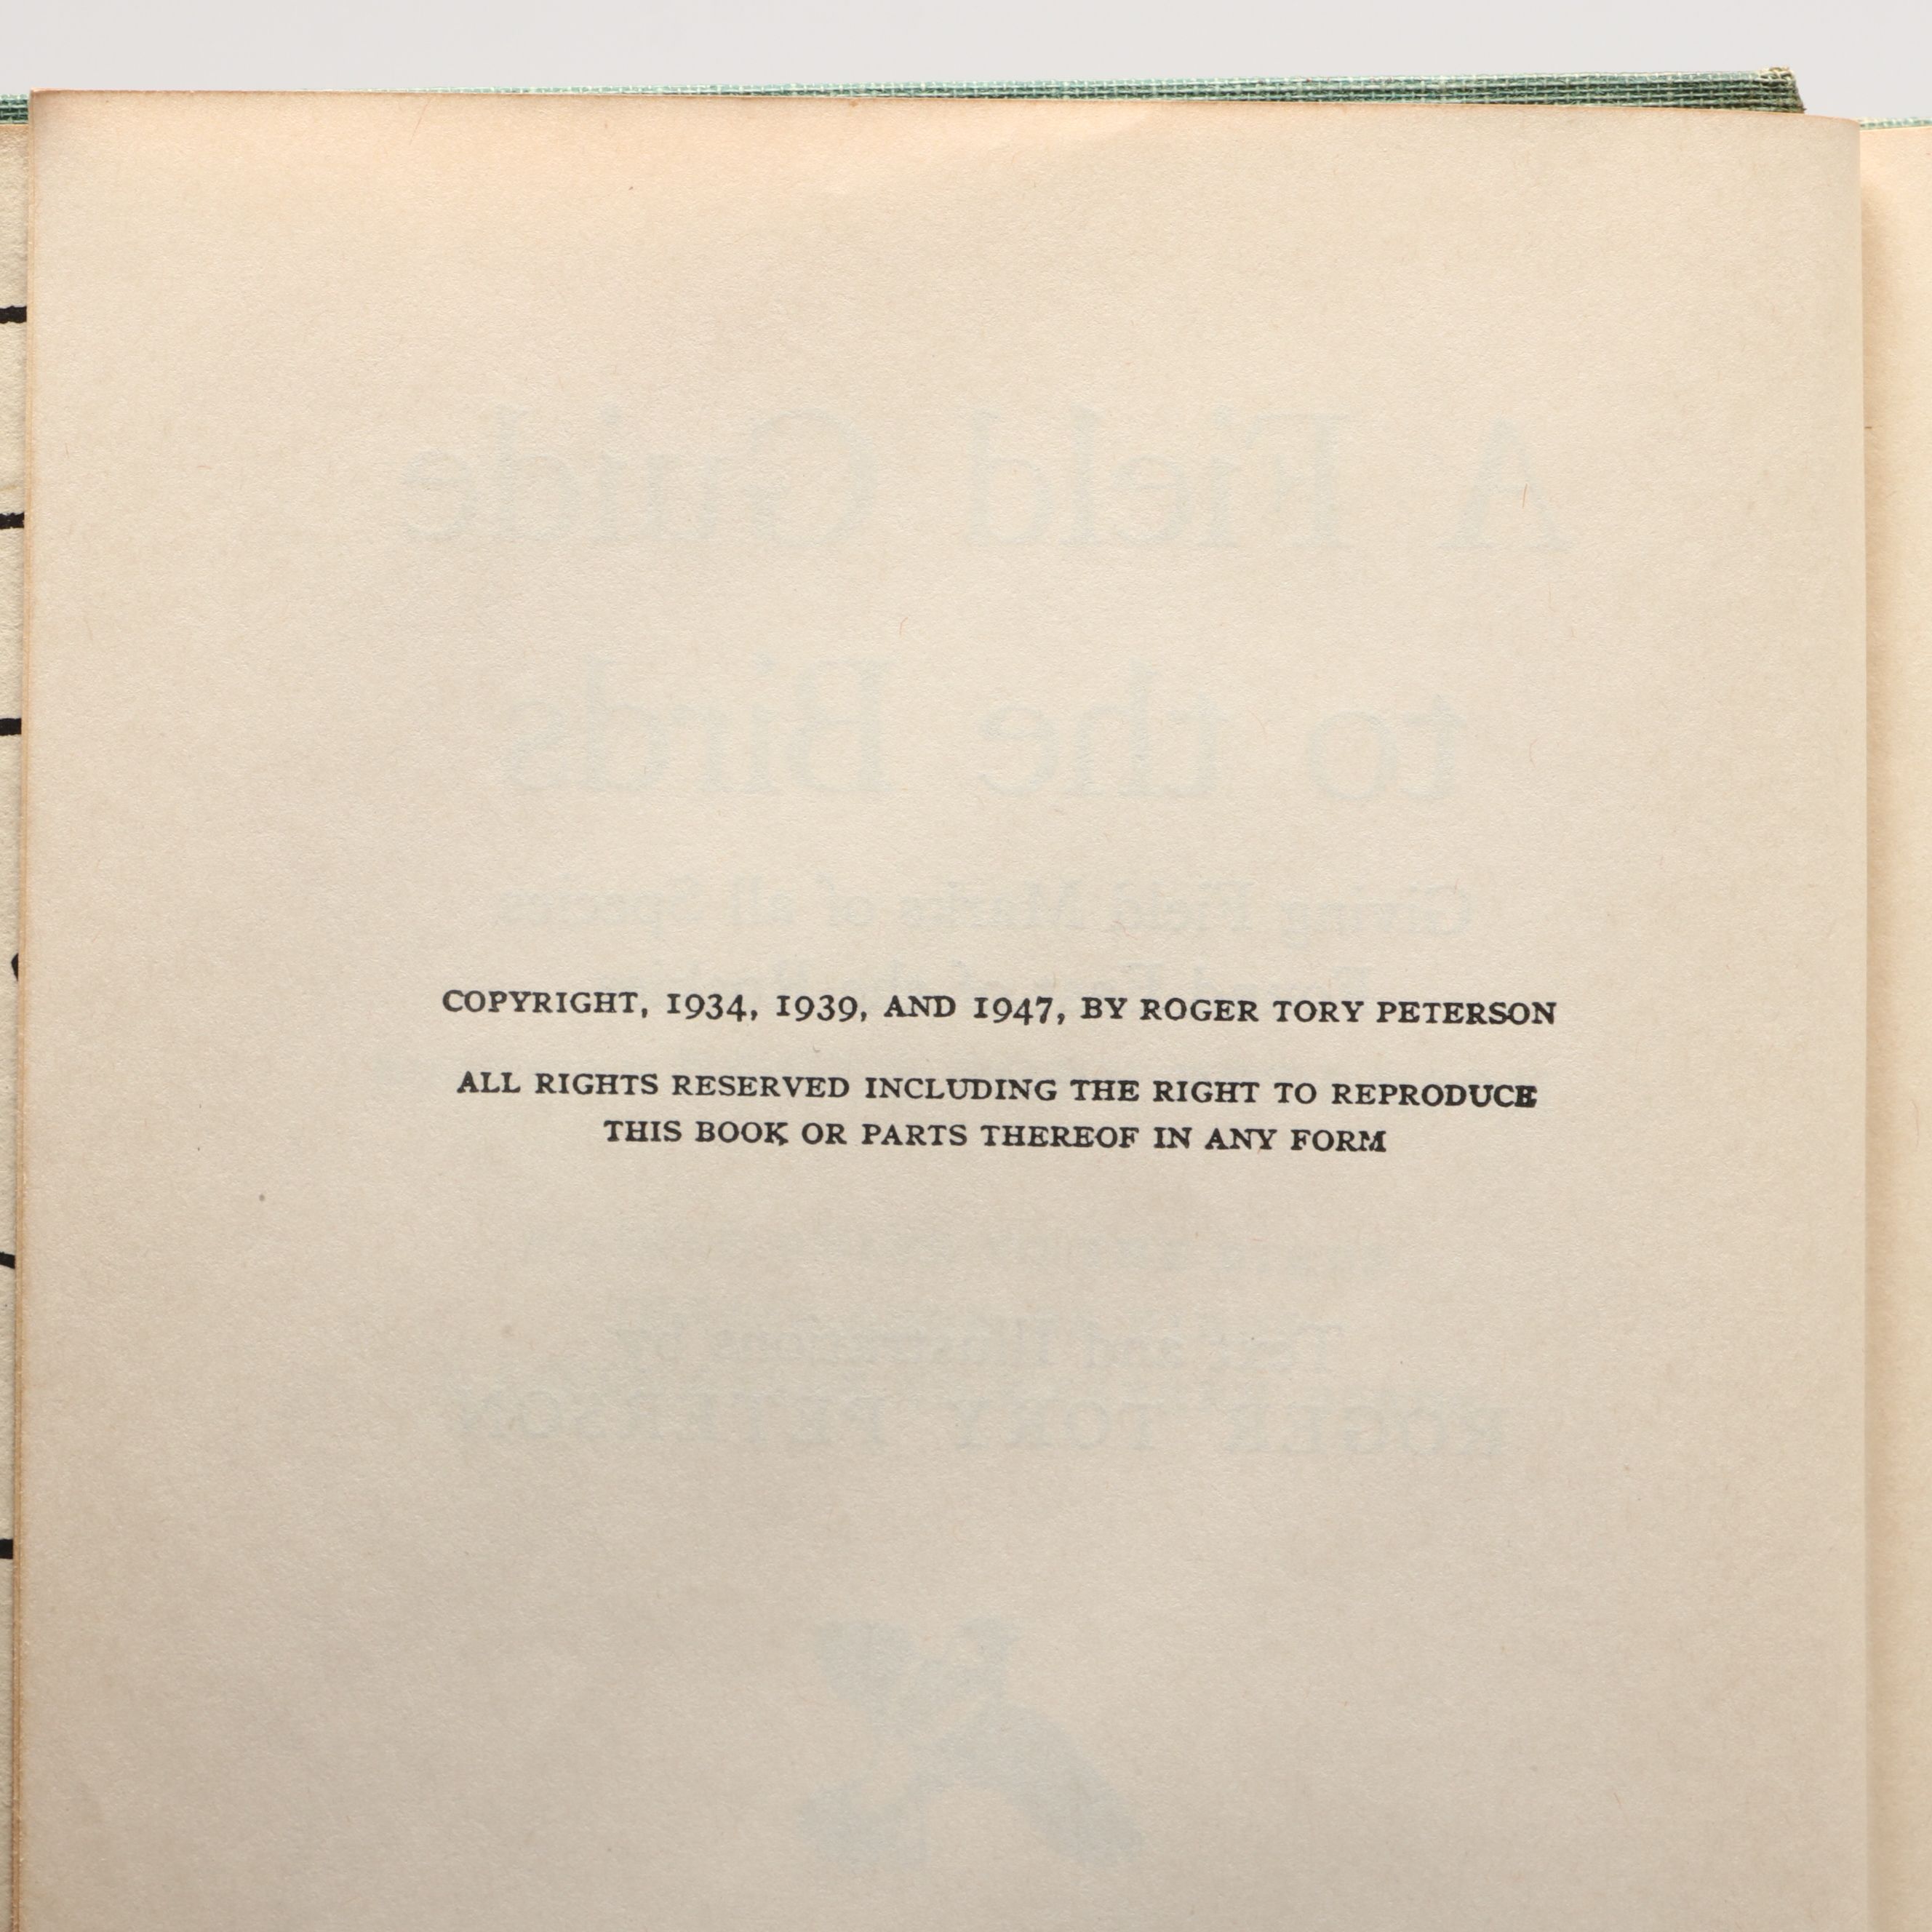 COPYRIGHT, 1934, 1939, AND 1947, BY ROGER TORY PETERSON
ALL RIGHTS RESERVED INCLUDING THE RIGHT TO REPRODUCE
THIS BOOK OR PARTS THEREOF IN ANY FORM